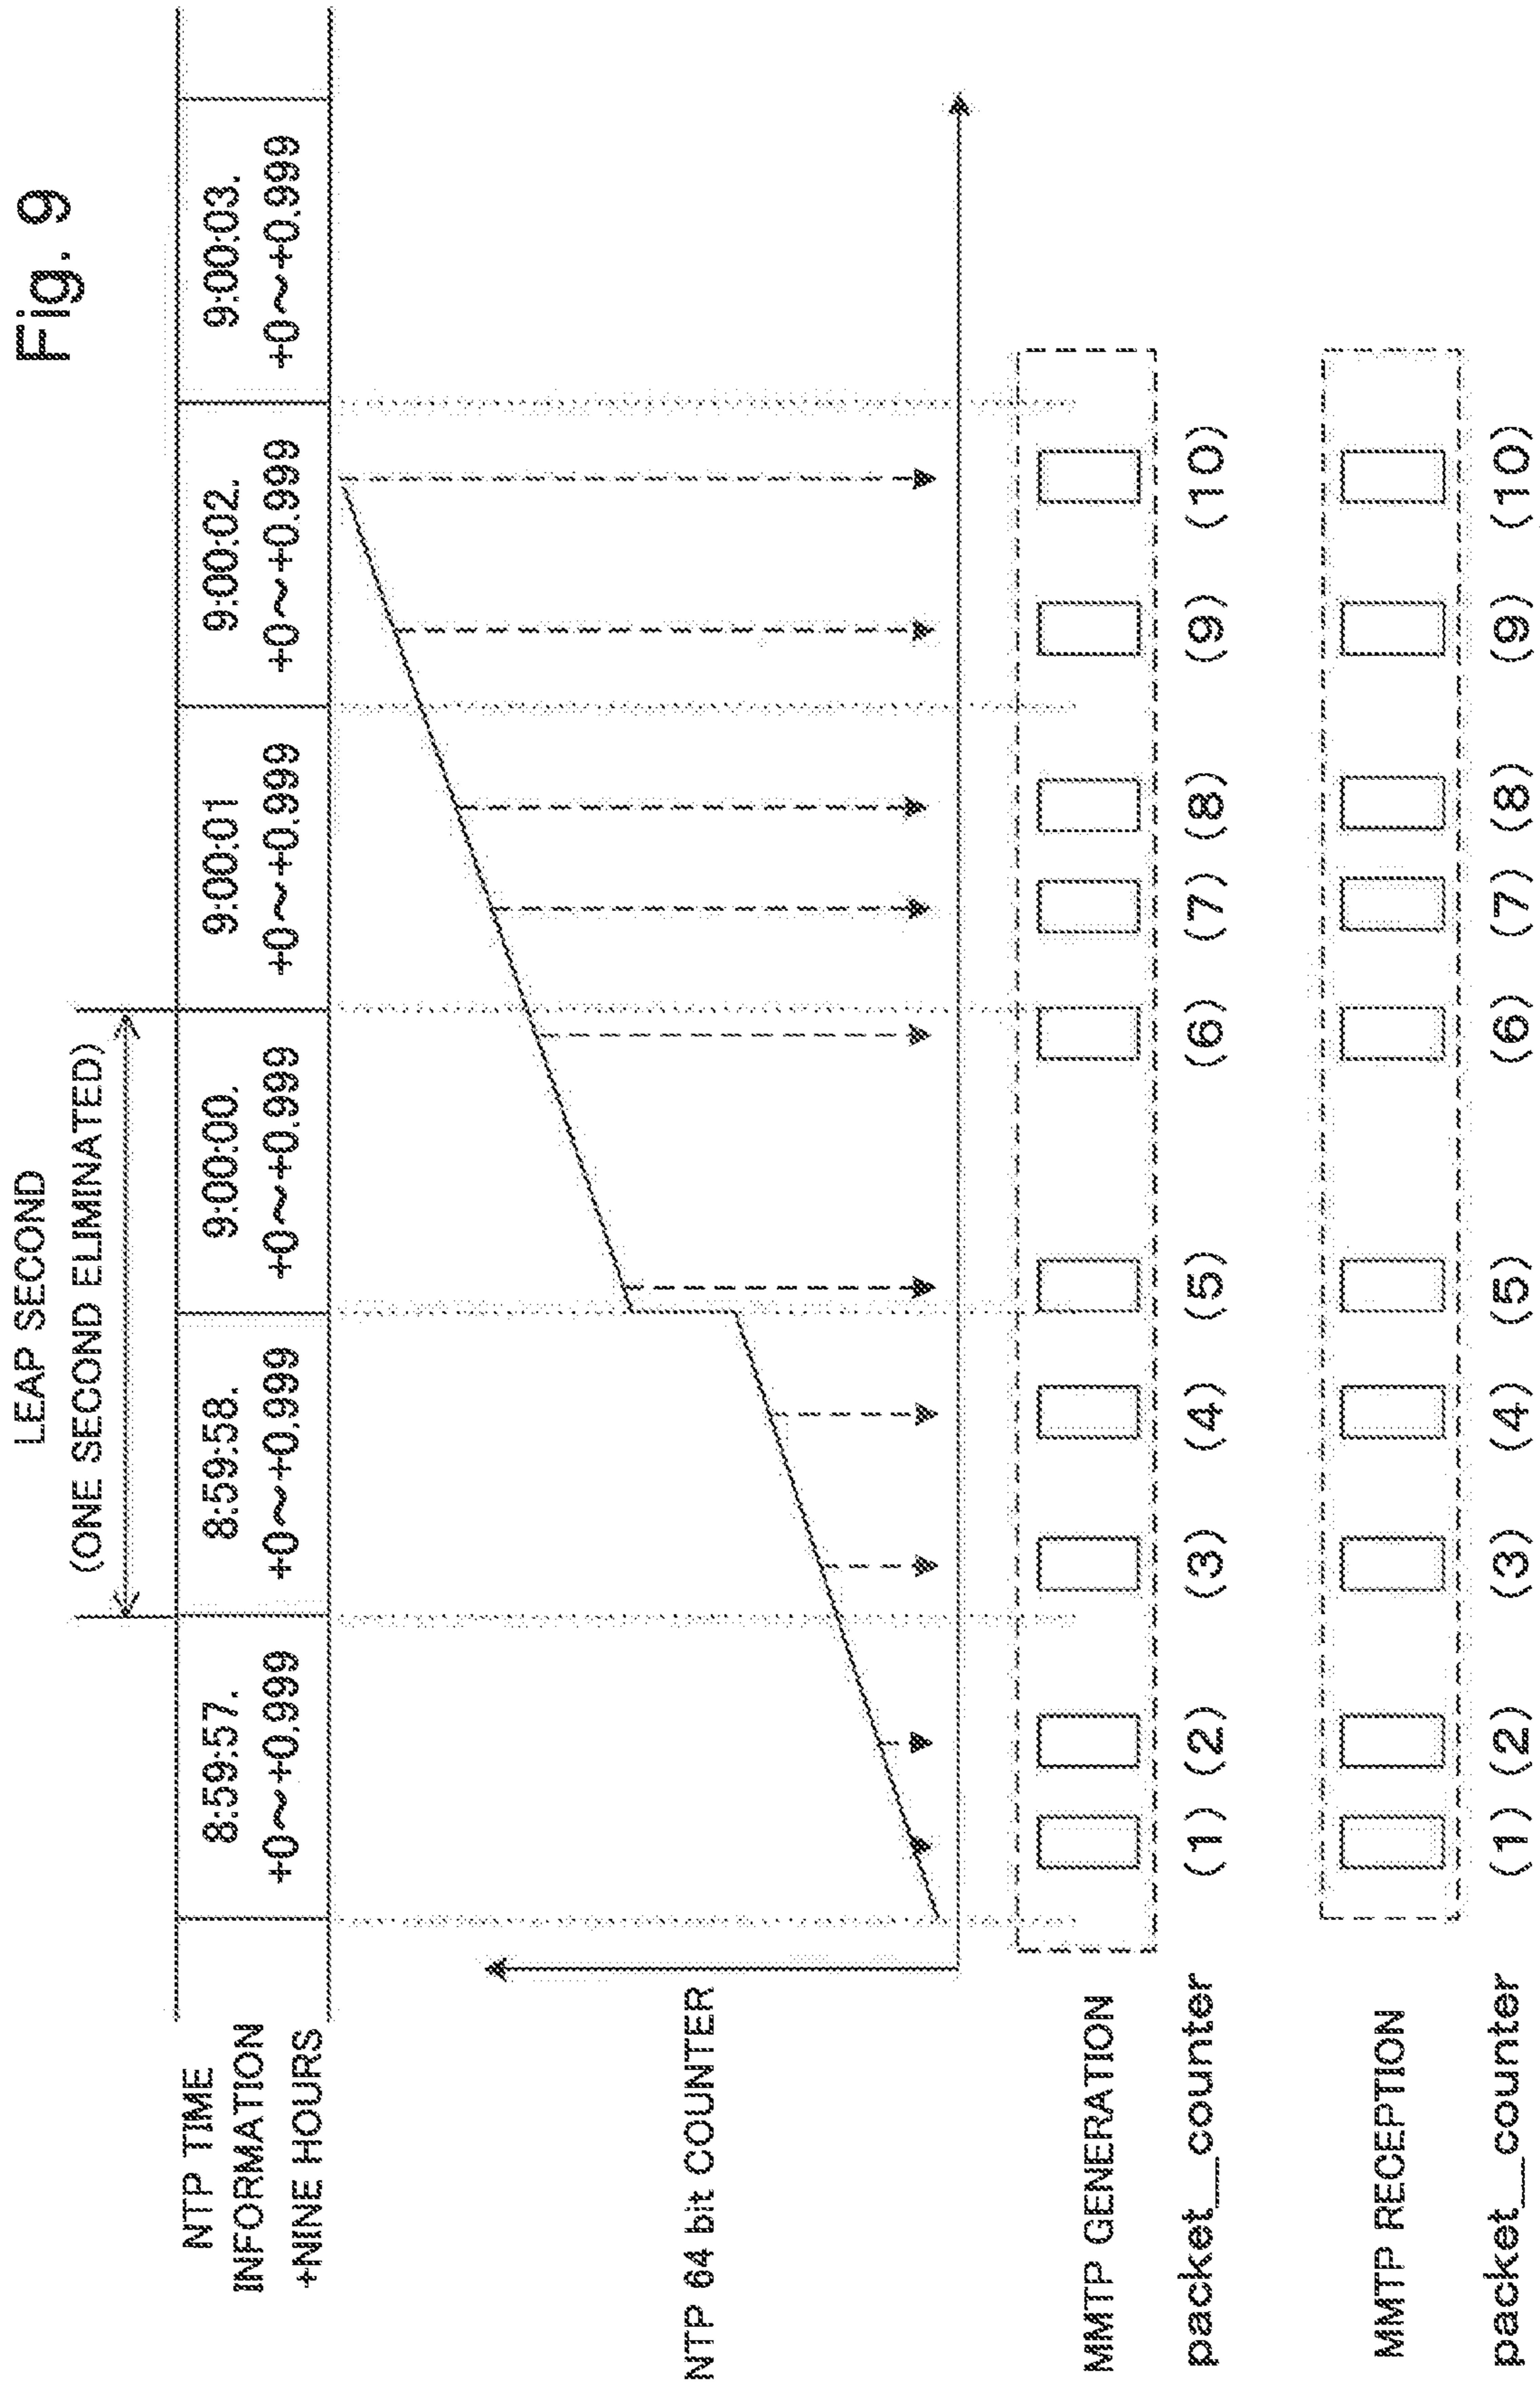 Fig. 9
LEAP SECOND
(ONE SECOND ELIMINATED)
NTP TIME
INFORMATION
+NINE HOURS
8:59:57.
+0~+0.999
8:59:58.
+0~+0.999
9:00:00.
+0~+0.999
9:00:01
+0~+0.999
9:00:02.
+0~+0.999
9:00:03.
+0~+0.999
NTP 64 bit COUNTER
MMTP GENERATION
packet__counter (1) (2) (3) (4) (5) (6) (7) (8) (9) (10)
MMTP RECEPTION
packet__counter (1) (2) (3) (4) (5) (6) (7) (8) (9) (10)